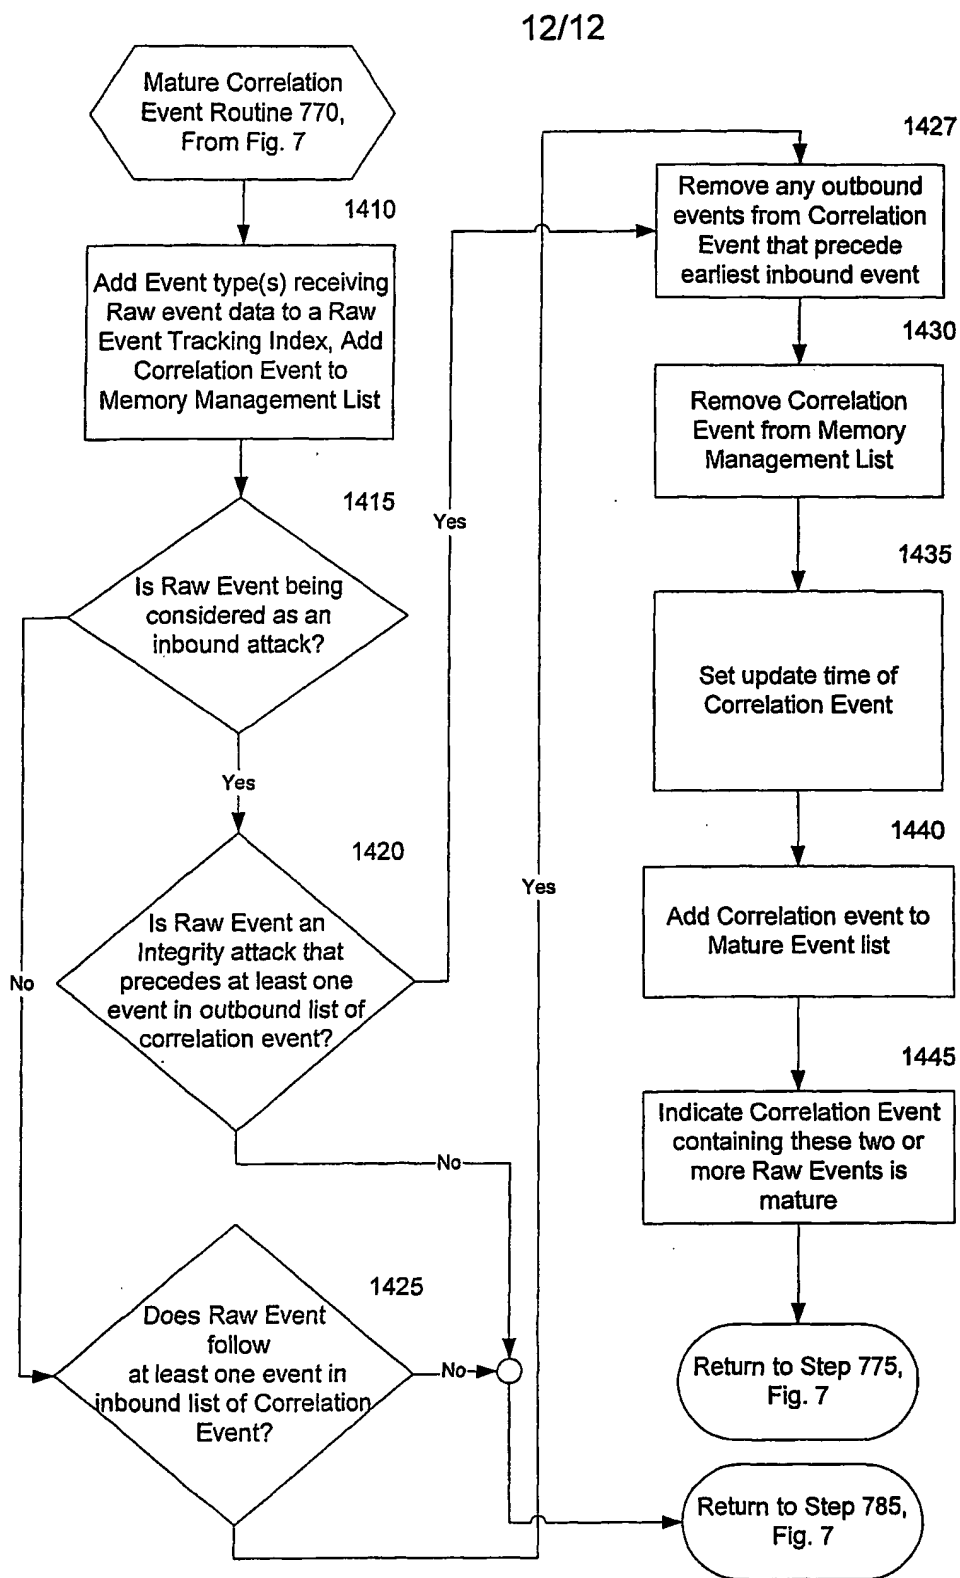 12/12
Mature Correlation
Event Routine 770,
From Fig. 7
1410
Add Event type(s) receiving
Raw event data to a Raw
Event Tracking Index, Add
Correlation Event to
Memory Management List
1415
Is Raw Event being
considered as an
inbound attack?
Yes
No
1420
Is Raw Event an
Integrity attack that
precedes at least one
event in outbound list of
correlation event?
Yes
No
1425
Does Raw Event
follow
at least one event in
inbound list of Correlation
Event?
No
Yes
1427
Remove any outbound
events from Correlation
Event that precede
earliest inbound event
1430
Remove Correlation
Event from Memory
Management List
1435
Set update time of
Correlation Event
1440
Add Correlation event to
Mature Event list
1445
Indicate Correlation Event
containing these two or
more Raw Events is
mature
Return to Step 775,
Fig. 7
Return to Step 785,
Fig. 7